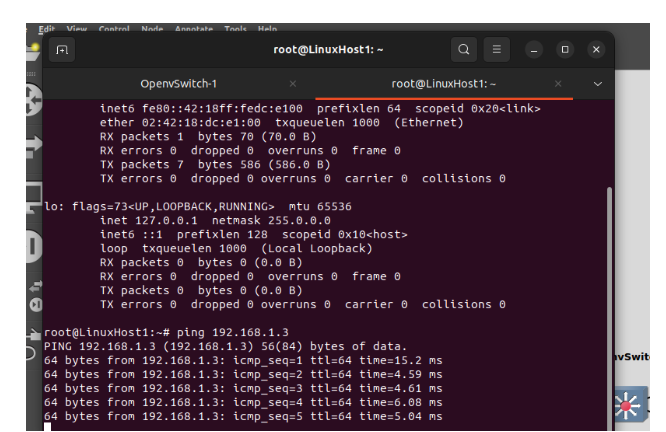 Edit View Control Node Annotate Tools Help
root@LinuxHost1: ~
OpenvSwitch-1
root@LinuxHost1: ~
inet6 fe80::42:18ff:fedc:e100  prefixlen 64  scopeid 0x20<link>
ether 02:42:18:dc:e1:00  txqueuelen 1000  (Ethernet)
RX packets 1  bytes 70 (70.0 B)
RX errors 0  dropped 0  overruns 0  frame 0
TX packets 7  bytes 586 (586.0 B)
TX errors 0  dropped 0 overruns 0  carrier 0  collisions 0
lo: flags=73<UP,LOOPBACK,RUNNING>  mtu 65536
inet 127.0.0.1  netmask 255.0.0.0
inet6 ::1  prefixlen 128  scopeid 0x10<host>
loop  txqueuelen 1000  (Local Loopback)
RX packets 0  bytes 0 (0.0 B)
RX errors 0  dropped 0  overruns 0  frame 0
TX packets 0  bytes 0 (0.0 B)
TX errors 0  dropped 0 overruns 0  carrier 0  collisions 0
root@LinuxHost1:~# ping 192.168.1.3
PING 192.168.1.3 (192.168.1.3) 56(84) bytes of data.
64 bytes from 192.168.1.3: icmp_seq=1 ttl=64 time=15.2 ms
64 bytes from 192.168.1.3: icmp_seq=2 ttl=64 time=4.59 ms
64 bytes from 192.168.1.3: icmp_seq=3 ttl=64 time=4.61 ms
64 bytes from 192.168.1.3: icmp_seq=4 ttl=64 time=6.08 ms
64 bytes from 192.168.1.3: icmp_seq=5 ttl=64 time=5.04 ms
nvSwit